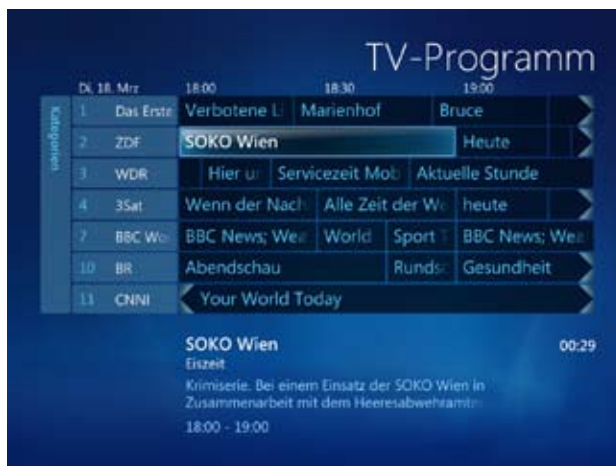 TV-Programm
Di, 18. Mrz 18:00 18:30 19:00
Kategorien
1 Das Erste Verbotene Li Marienhof Bruce
2 ZDF SOKO Wien Heute
3 WDR Hier un Servicezeit Mob Aktuelle Stunde
4 3Sat Wenn der Nach Alle Zeit der We heute
7 BBC Wo BBC News; Wea World Sport T BBC News; Wea
10 BR Abendschau Runds Gesundheit
11 CNNI Your World Today
SOKO Wien 00:29
Eiszeit
Krimiserie. Bei einem Einsatz der SOKO Wien in
Zusammenarbeit mit dem Heeresabwehramt
18:00 - 19:00